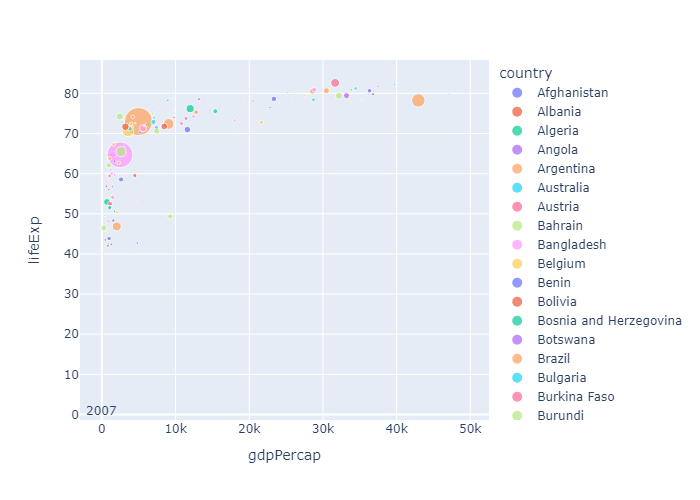 country
Afghanistan
Albania
Algeria
Angola
Argentina
Australia
Austria
Bahrain
Bangladesh
Belgium
Benin
Bolivia
Bosnia and Herzegovina
Botswana
Brazil
Bulgaria
Burkina Faso
Burundi
lifeExp
80
70
60
50
40
30
20
10
0
2007
0 10k 20k 30k 40k 50k
gdpPercap